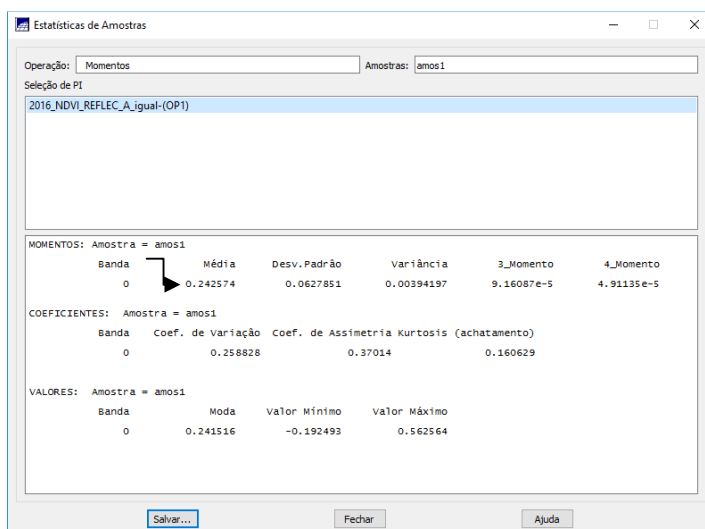 Estatísticas de Amostras
Operação: Momentos Amostras: amos1
Seleção de PI
2016_NDVI_REFLEC_A_igual-(OP1)
MOMENTOS: Amostra = amos1
Banda Média Desv.Padrão Variância 3_Momento 4_Momento
0 0.242574 0.0627851 0.00394197 9.16087e-5 4.91135e-5
COEFICIENTES: Amostra = amos1
Banda Coef. de Variação Coef. de Assimetria Kurtosis (achatamento)
0 0.258828 0.37014 0.160629
VALORES: Amostra = amos1
Banda Moda Valor Mínimo Valor Máximo
0 0.241516 -0.192493 0.562564
Salvar... Fechar Ajuda